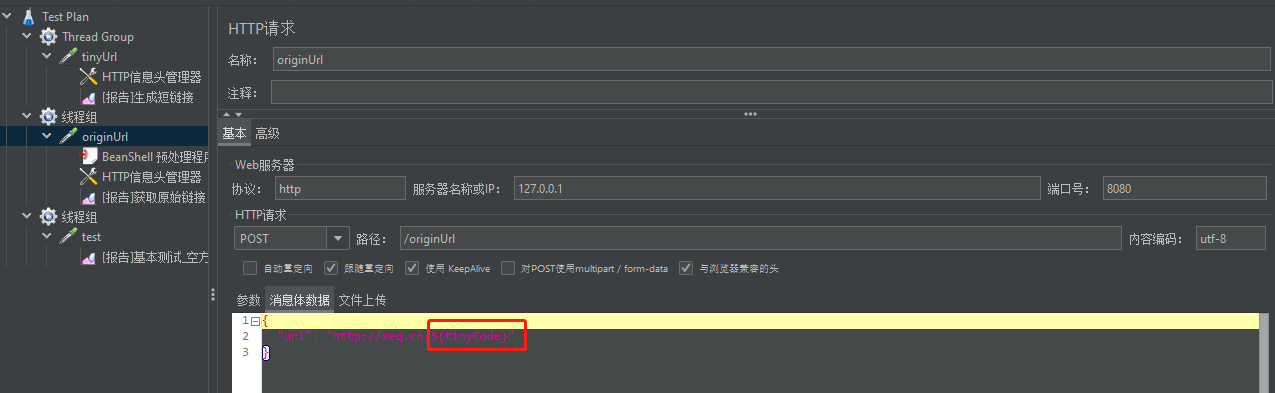 Test Plan
Thread Group
tinyUrl
HTTP信息头管理器
[报告]生成短链接
线程组
originUrl
BeanShell 预处理程序
HTTP信息头管理器
[报告]获取原始链接
线程组
test
[报告]基本测试_空方
HTTP请求
名称： originUrl
注释：
基本 高级
Web服务器
协议： http 服务器名称或IP： 127.0.0.1 端口号： 8080
HTTP请求
POST 路径： /originUrl 内容编码： utf-8
自动重定向 跟随重定向 使用 KeepAlive 对POST使用multipart / form-data 与浏览器兼容的头
参数 消息体数据 文件上传
1 {
2 "url": "http://seq.cn/${tinyCode}"
3 }